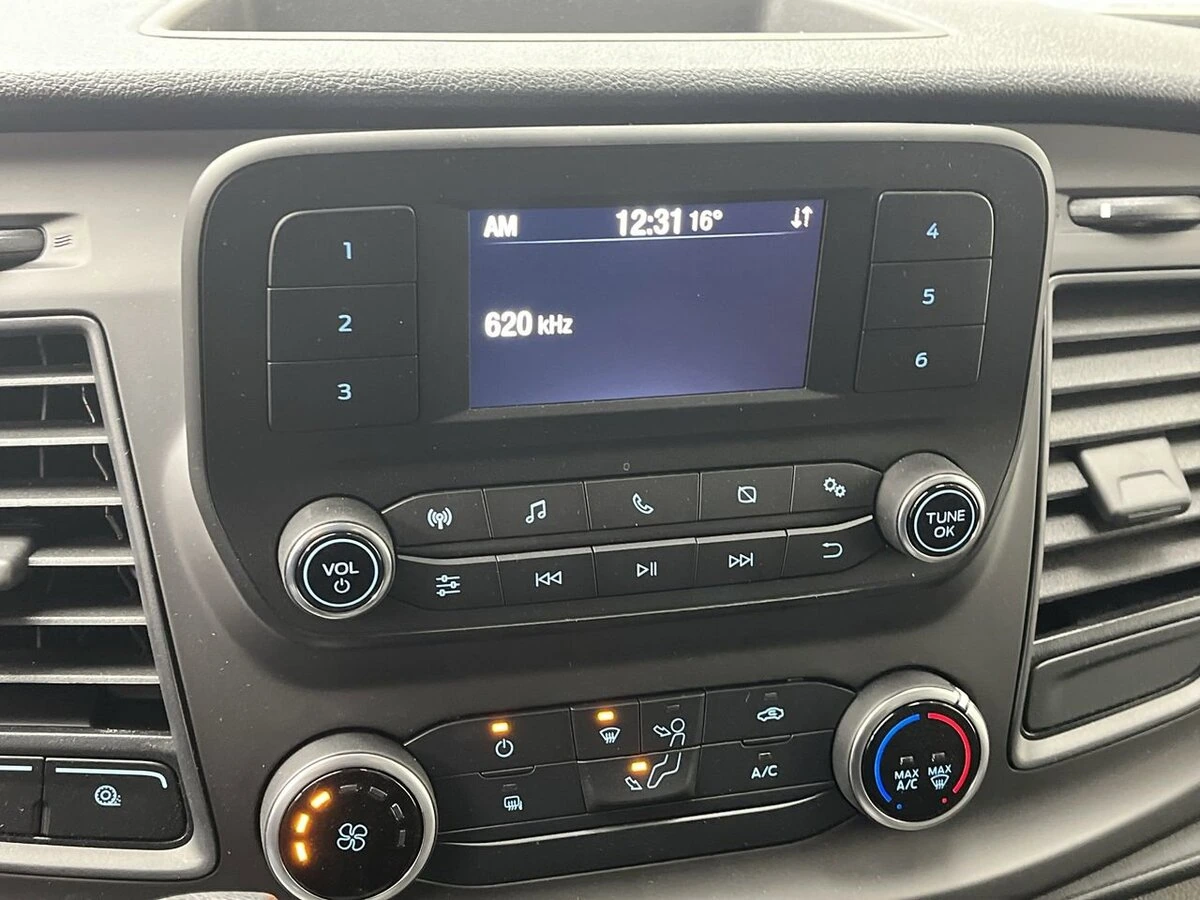 AM 12:31 16°
620 kHz
1
2
3
4
5
6
VOL
TUNE
OK
A/C
MAX
A/C
MAX